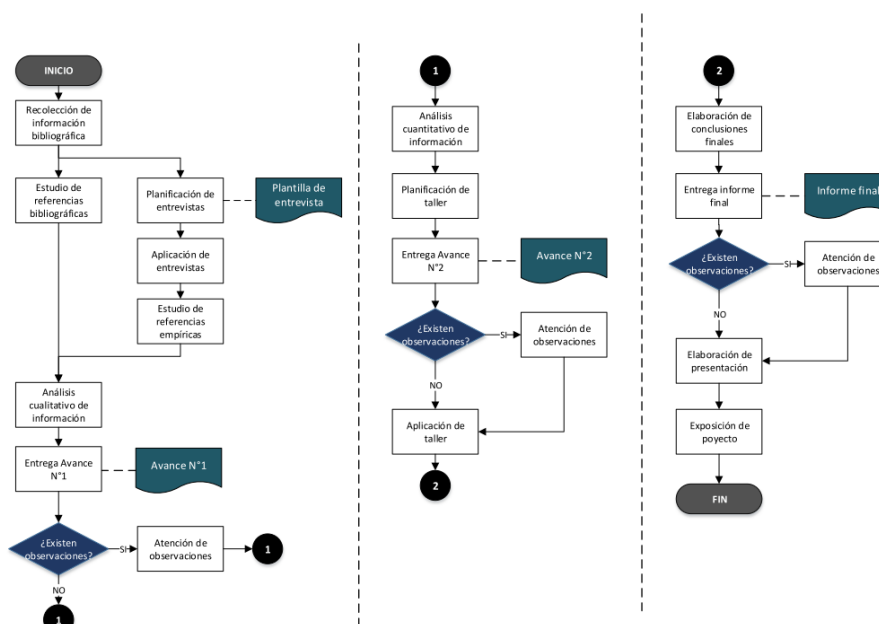 INICIO
Recolección de
información
bibliográfica
Estudio de
referencias
bibliográficas
Planificación de
entrevistas
Plantilla de
entrevista
Aplicación de
entrevistas
Estudio de
referencias
empíricas
Análisis
cualitativo de
información
Entrega Avance
N°1
Avance N°1
¿Existen
observaciones?
SI
Atención de
observaciones
1
NO
1
1
Análisis
cuantitativo de
información
Planificación de
taller
Entrega Avance
N°2
Avance N°2
¿Existen
observaciones?
SI
Atención de
observaciones
NO
Aplicación de
taller
2
2
Elaboración de
conclusiones
finales
Entrega informe
final
Informe final
¿Existen
observaciones?
SI
Atención de
observaciones
NO
Elaboración de
presentación
Exposición de
poyecto
FIN